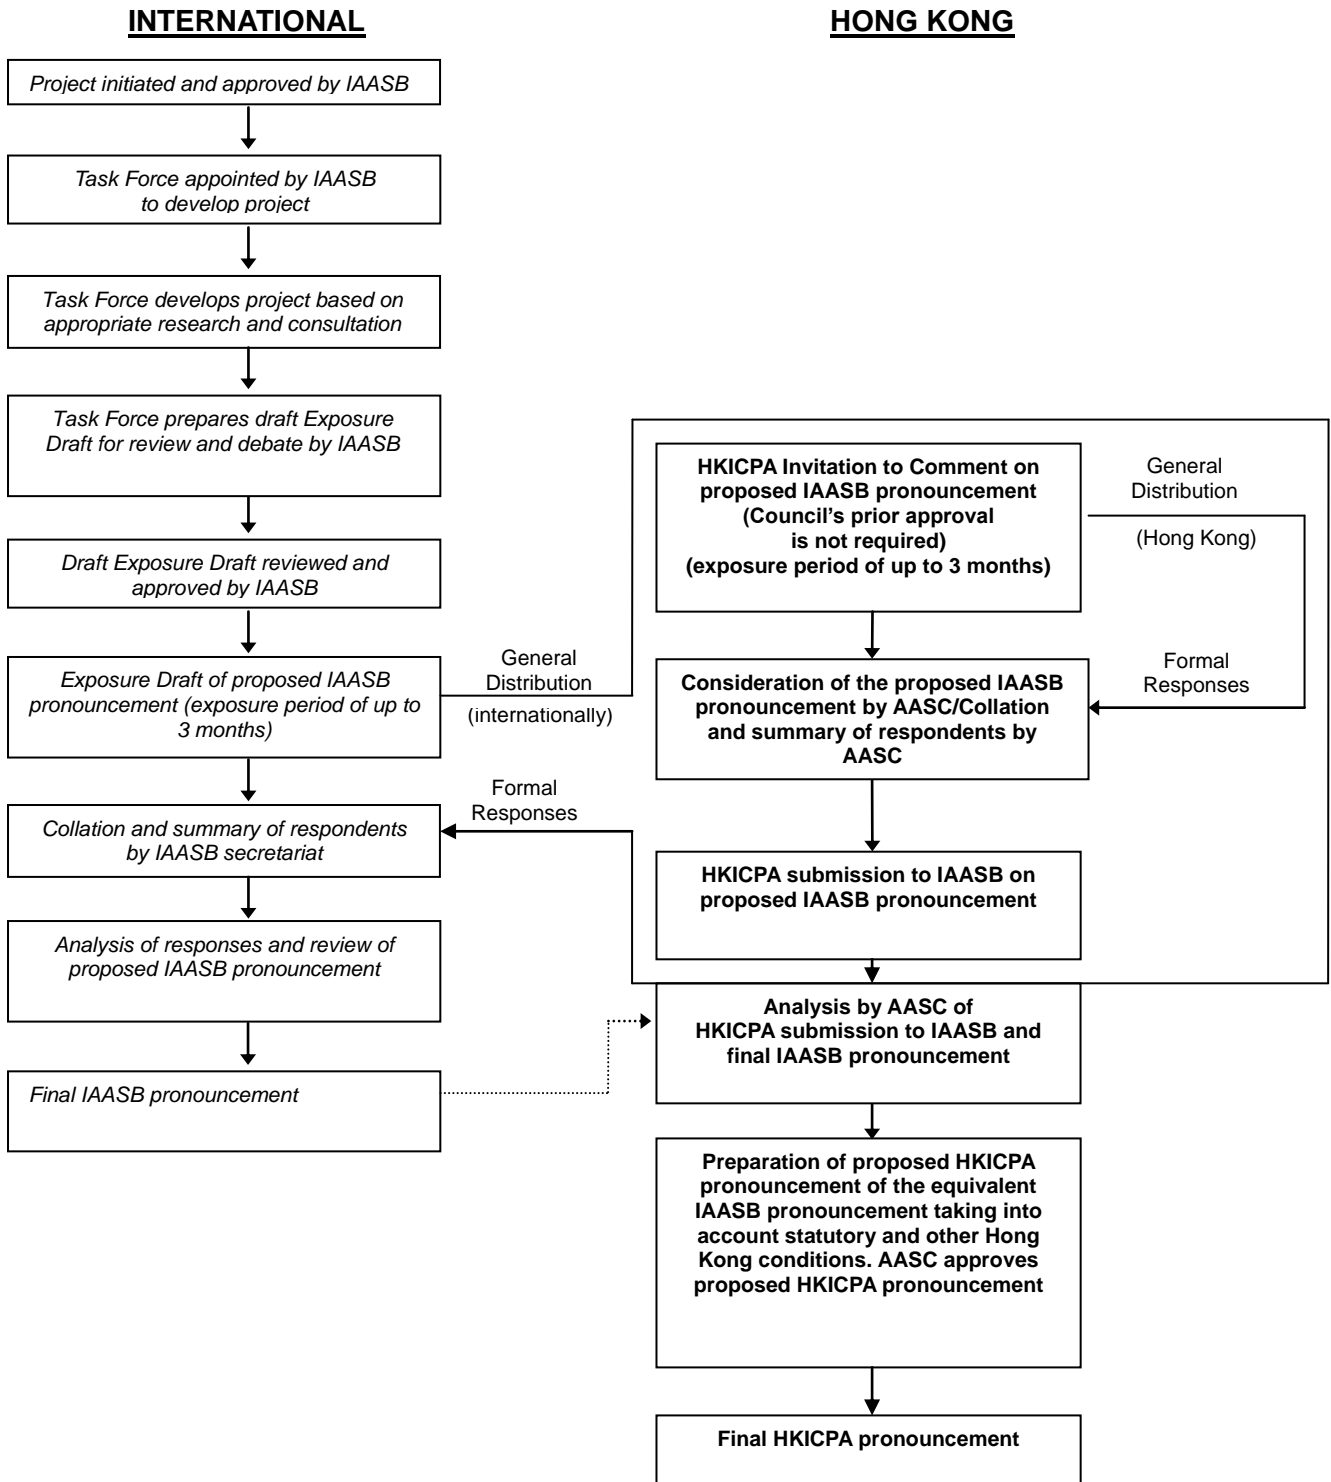 INTERNATIONAL
Project initiated and approved by IAASB
Task Force appointed by IAASB
to develop project
Task Force develops project based on
appropriate research and consultation
Task Force prepares draft Exposure
Draft for review and debate by IAASB
Draft Exposure Draft reviewed and
approved by IAASB
Exposure Draft of proposed IAASB
pronouncement (exposure period of up to
3 months)
General
Distribution
(internationally)
Formal
Responses
Collation and summary of respondents
by IAASB secretariat
Analysis of responses and review of
proposed IAASB pronouncement
Final IAASB pronouncement
HONG KONG
HKICPA Invitation to Comment on
proposed IAASB pronouncement
(Council's prior approval
is not required)
(exposure period of up to 3 months)
General
Distribution
(Hong Kong)
Formal
Responses
Consideration of the proposed IAASB
pronouncement by AASC/Collation
and summary of respondents by
AASC
HKICPA submission to IAASB on
proposed IAASB pronouncement
Analysis by AASC of
HKICPA submission to IAASB and
final IAASB pronouncement
Preparation of proposed HKICPA
pronouncement of the equivalent
IAASB pronouncement taking into
account statutory and other Hong
Kong conditions. AASC approves
proposed HKICPA pronouncement
Final HKICPA pronouncement